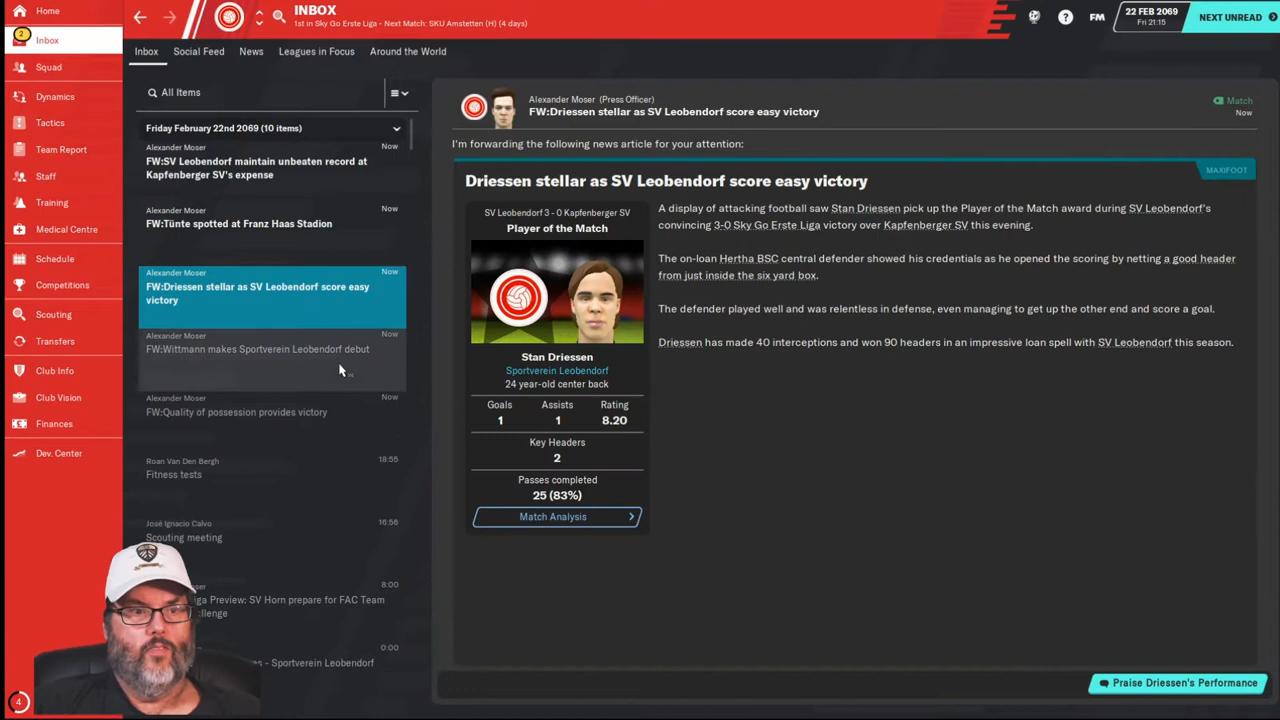 Home
2
Inbox
Squad
Dynamics
Tactics
Team Report
Staff
Training
Medical Centre
Schedule
Competitions
Scouting
Transfers
Club Info
Club Vision
Finances
Dev. Center
4
INBOX
1st in Sky Go Erste Liga - Next Match: SKU Amstetten (H) (4 days)
?
FM
22 FEB 2069
Fri 21:15
NEXT UNREAD
Inbox
Social Feed
News
Leagues in Focus
Around the World
All Items
Friday February 22nd 2069 (10 items)
Alexander Moser
Now
FW:SV Leobendorf maintain unbeaten record at
Kapfenberger SV's expense
Alexander Moser
Now
FW:Tünte spotted at Franz Haas Stadion
Alexander Moser
Now
FW:Driessen stellar as SV Leobendorf score easy
victory
Alexander Moser
Now
FW:Wittmann makes Sportverein Leobendorf debut
Alexander Moser
Now
FW:Quality of possession provides victory
Roan Van Den Bergh
18:55
Fitness tests
José Ignacio Calvo
16:56
Scouting meeting
8:00
iga Preview: SV Horn prepare for FAC Team
0:00
- Sportverein Leobendorf
Alexander Moser (Press Officer)
FW:Driessen stellar as SV Leobendorf score easy victory
Match
Now
I'm forwarding the following news article for your attention:
MAXIFOOT
Driessen stellar as SV Leobendorf score easy victory
SV Leobendorf 3 - 0 Kapfenberger SV
Player of the Match
Stan Driessen
Sportverein Leobendorf
24 year-old center back
Goals Assists Rating
1 1 8.20
Key Headers
2
Passes completed
25 (83%)
Match Analysis
A display of attacking football saw Stan Driessen pick up the Player of the Match award during SV Leobendorf's
convincing 3-0 Sky Go Erste Liga victory over Kapfenberger SV this evening.
The on-loan Hertha BSC central defender showed his credentials as he opened the scoring by netting a good header
from just inside the six yard box.
The defender played well and was relentless in defense, even managing to get up the other end and score a goal.
Driessen has made 40 interceptions and won 90 headers in an impressive loan spell with SV Leobendorf this season.
Praise Driessen's Performance